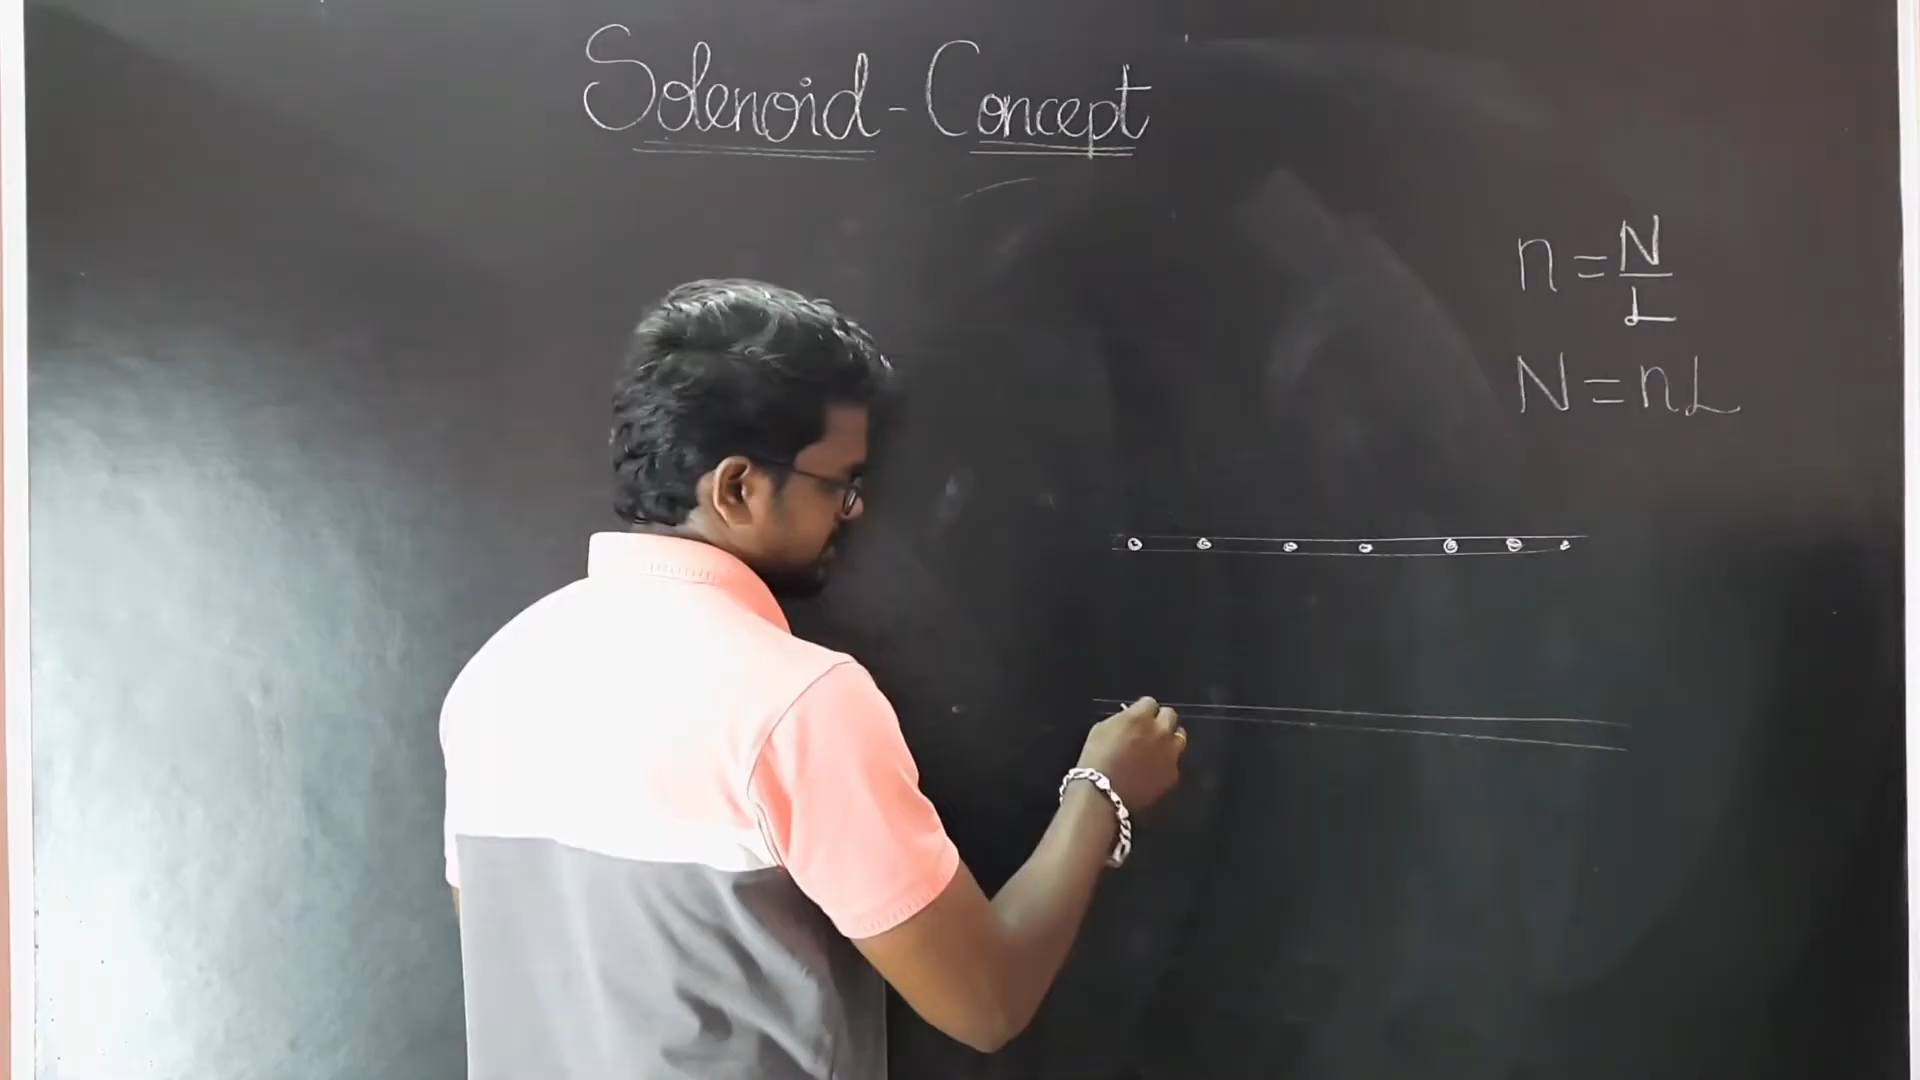 Solenoid - Concept
n = N/L
N = nL